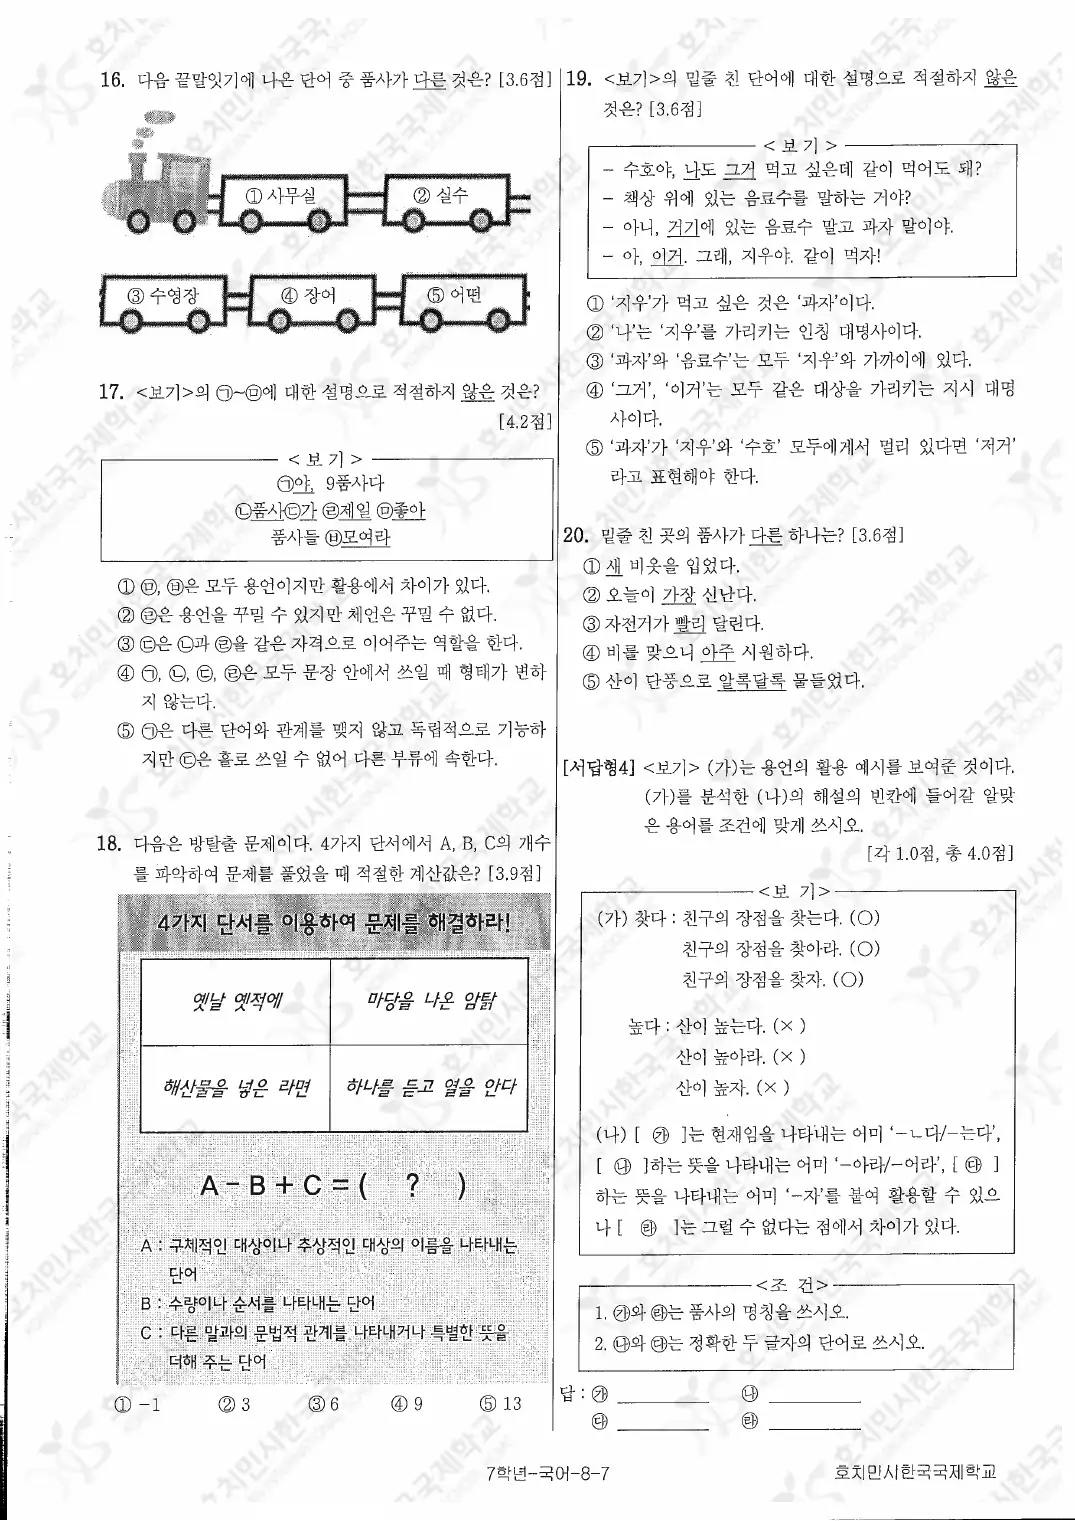 16. 다음 끝말잇기에 나온 단어 중 품사가 다른 것은? [3.6점]
① 사무실
② 실수
③ 수영장
④ 장어
⑤ 어떤
17. <보기>의 ㉠~㉤에 대한 설명으로 적절하지 않은 것은?
[4.2점]
< 보 기 >
㉠야, 9품사다
㉡품사㉢가 ㉣제일 ㉤좋아
품사들 ㉥모여라
① ㉤, ㉥은 모두 용언이지만 활용에서 차이가 있다.
② ㉣은 용언을 꾸밀 수 있지만 체언은 꾸밀 수 없다.
③ ㉢은 ㉡과 ㉣을 같은 자격으로 이어주는 역할을 한다.
④ ㉠, ㉡, ㉢, ㉣은 모두 문장 안에서 쓰일 때 형태가 변하
지 않는다.
⑤ ㉠은 다른 단어와 관계를 맺지 않고 독립적으로 기능하
지만 ㉢은 홀로 쓰일 수 없어 다른 부류에 속한다.
18. 다음은 방탈출 문제이다. 4가지 단서에서 A, B, C의 개수
를 파악하여 문제를 풀었을 때 적절한 계산값은? [3.9점]
4가지 단서를 이용하여 문제를 해결하라!
옛날 옛적에
마당을 나온 암탉
해산물을 넣은 라면
하나를 듣고 열을 안다
A - B + C = ( ? )
A : 구체적인 대상이나 추상적인 대상의 이름을 나타내는
단어
B : 수량이나 순서를 나타내는 단어
C : 다른 말과의 문법적 관계를 나타내거나 특별한 뜻을
더해 주는 단어
① -1 ② 3 ③ 6 ④ 9 ⑤ 13
19. <보기>의 밑줄 친 단어에 대한 설명으로 적절하지 않은
것은? [3.6점]
< 보 기 >
- 수호야, 나도 그거 먹고 싶은데 같이 먹어도 돼?
- 책상 위에 있는 음료수를 말하는 거야?
- 아니, 거기에 있는 음료수 말고 과자 말이야.
- 아, 이거. 그래, 지우야. 같이 먹자!
① ‘지우’가 먹고 싶은 것은 ‘과자’이다.
② ‘나’는 ‘지우’를 가리키는 인칭 대명사이다.
③ ‘과자’와 ‘음료수’는 모두 ‘지우’와 가까이에 있다.
④ ‘그거’, ‘이거’는 모두 같은 대상을 가리키는 지시 대명
사이다.
⑤ ‘과자’가 ‘지우’와 ‘수호’ 모두에게서 멀리 있다면 ‘저거’
라고 표현해야 한다.
20. 밑줄 친 곳의 품사가 다른 하나는? [3.6점]
① 새 비옷을 입었다.
② 오늘이 가장 신난다.
③ 자전거가 빨리 달린다.
④ 비를 맞으니 아주 시원하다.
⑤ 산이 단풍으로 알록달록 물들었다.
[서답형4] <보기> (가)는 용언의 활용 예시를 보여준 것이다.
(가)를 분석한 (나)의 해설의 빈칸에 들어갈 알맞
은 용어를 조건에 맞게 쓰시오.
[각 1.0점, 총 4.0점]
<보 기>
(가) 찾다 : 친구의 장점을 찾는다. (○)
친구의 장점을 찾아라. (○)
친구의 장점을 찾자. (○)
높다 : 산이 높는다. (× )
산이 높아라. (× )
산이 높자. (× )
(나) [ ㉮ ]는 현재임을 나타내는 어미 ‘-ㄴ다/-는다’,
[ ㉯ ]하는 뜻을 나타내는 어미 ‘-아라/-어라’, [ ㉰ ]
하는 뜻을 나타내는 어미 ‘-자’를 붙여 활용할 수 있으
나 [ ㉱ ]는 그럴 수 없다는 점에서 차이가 있다.
<조 건>
1. ㉮와 ㉱는 품사의 명칭을 쓰시오.
2. ㉯와 ㉰는 정확한 두 글자의 단어로 쓰시오.
답 : ㉮ ________ ㉯ ________
㉰ ________ ㉱ ________
7학년-국어-8-7
호치민시한국국제학교